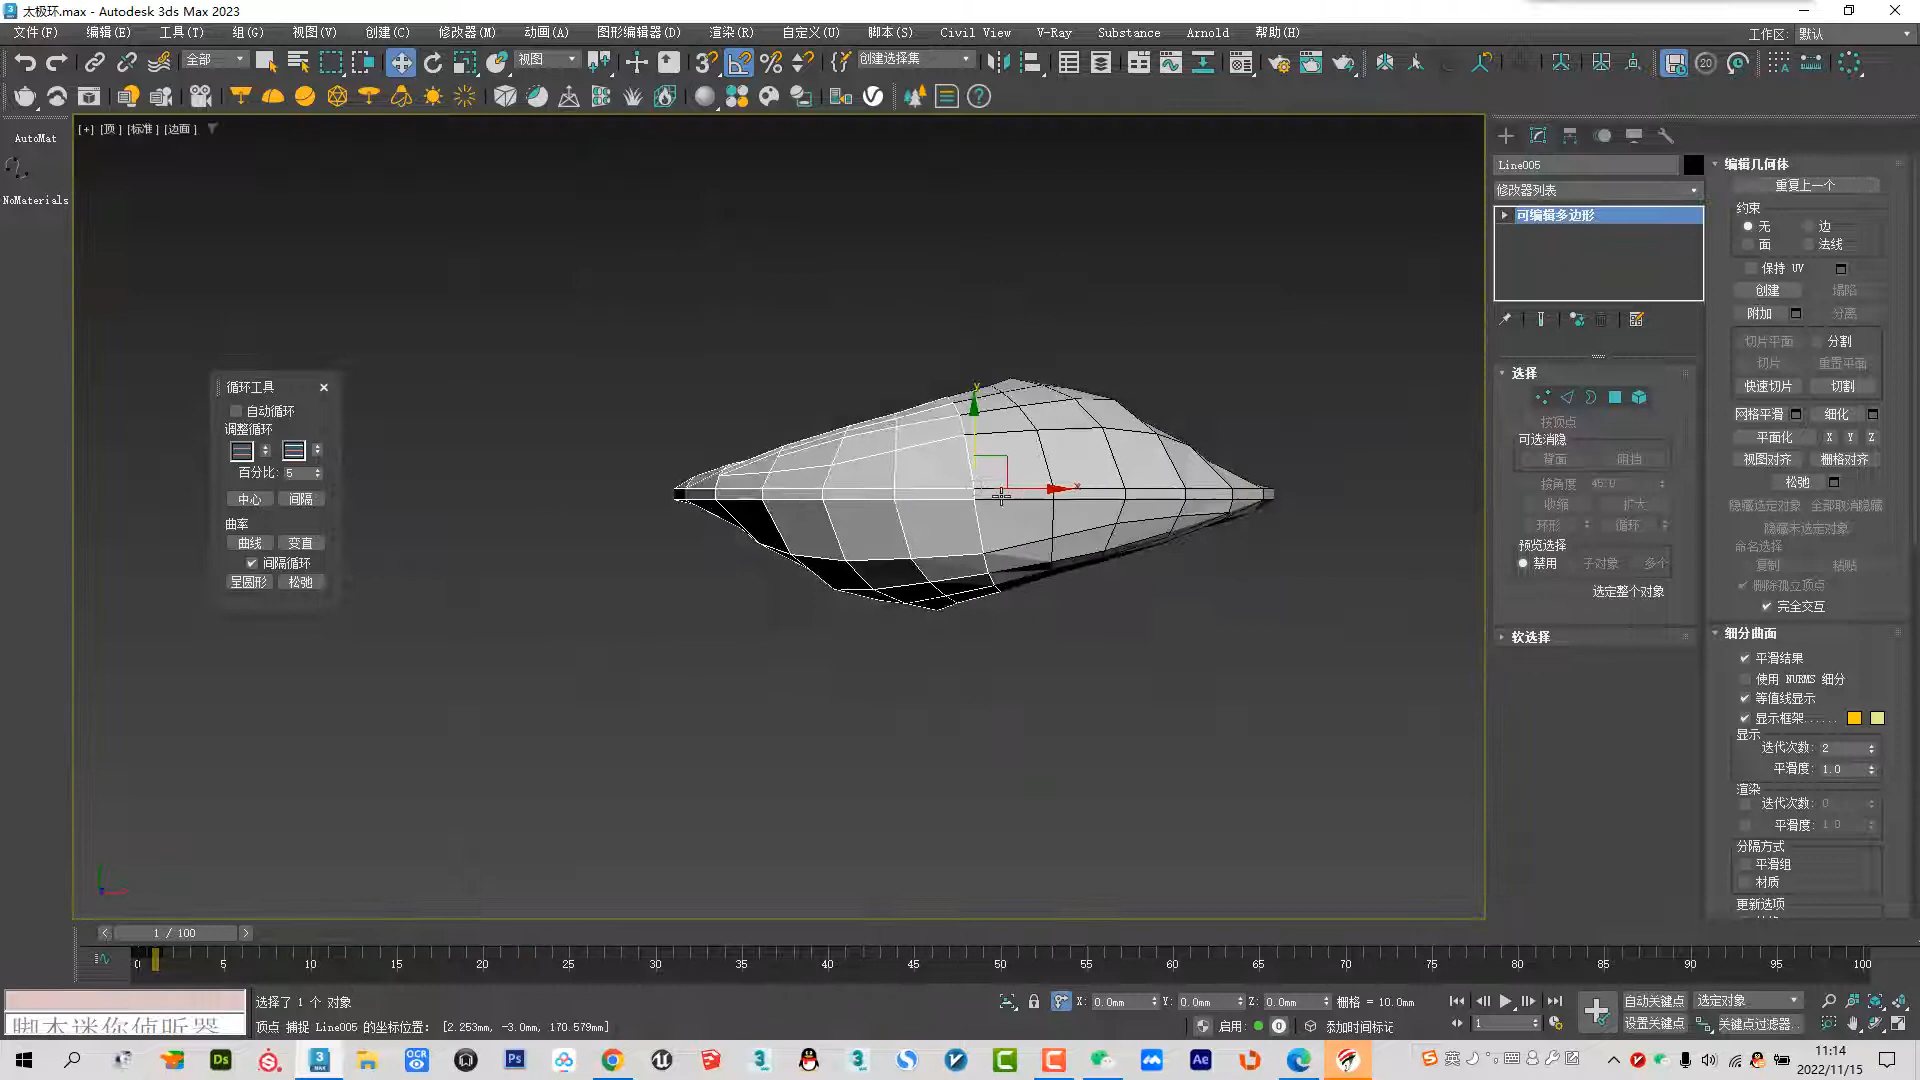 太极环.max - Autodesk 3ds Max 2023
文件(F) 编辑(E) 工具(T) 组(G) 视图(V) 创建(C) 修改器(M) 动画(A) 图形编辑器(D) 渲染(R) 自定义(U) 脚本(S) Civil View V-Ray Substance Arnold 帮助(H)
工作区: 默认
全部
视图
创建选择集
20
AutoMat
NoMaterials
[+] [顶] [标准] [边面]
循环工具
自动循环
调整循环
百分比: 5
中心 间隔
曲率
曲线 变直
间隔循环
呈圆形 松弛
y
x
Line005
修改器列表
可编辑多边形
选择
按顶点
可选消隐
背面 阻挡
按角度 45.0
收缩 扩大
环形 循环
预览选择
禁用 子对象 多个
选定整个对象
软选择
编辑几何体
重复上一个
约束
无 边
面 法线
保持 UV
创建 塌陷
附加 分离
切片平面 分割
切片 重置平面
快速切片 切割
网格平滑 细化
平面化 X Y Z
视图对齐 栅格对齐
松弛
隐藏选定对象 全部取消隐藏
隐藏未选定对象
命名选择
复制 粘贴
删除孤立顶点
完全交互
细分曲面
平滑结果
使用 NURMS 细分
等值线显示
显示框架......
显示
迭代次数: 2
平滑度: 1.0
渲染
迭代次数: 0
平滑度: 1.0
分隔方式
平滑组
材质
更新选项
1 / 100
0 5 10 15 20 25 30 35 40 45 50 55 60 65 70 75 80 85 90 95 100
选择了 1 个 对象
X: 0.0mm Y: 0.0mm Z: 0.0mm 栅格 = 10.0mm
自动关键点 选定对象
脚本迷你侦听器
顶点 捕捉 Line005 的坐标位置: [2.253mm, -3.0mm, 170.579mm]
启用: 0 添加时间标记
1
设置关键点 关键点过滤器...
英
11:14
2022/11/15